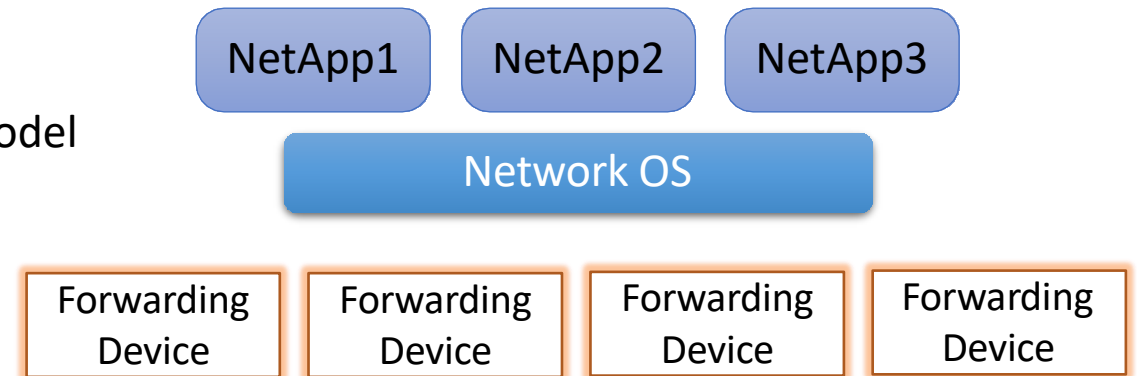 NetApp1 NetApp2 NetApp3
odel
Network OS
Forwarding Forwarding Forwarding Forwarding
Device Device Device Device